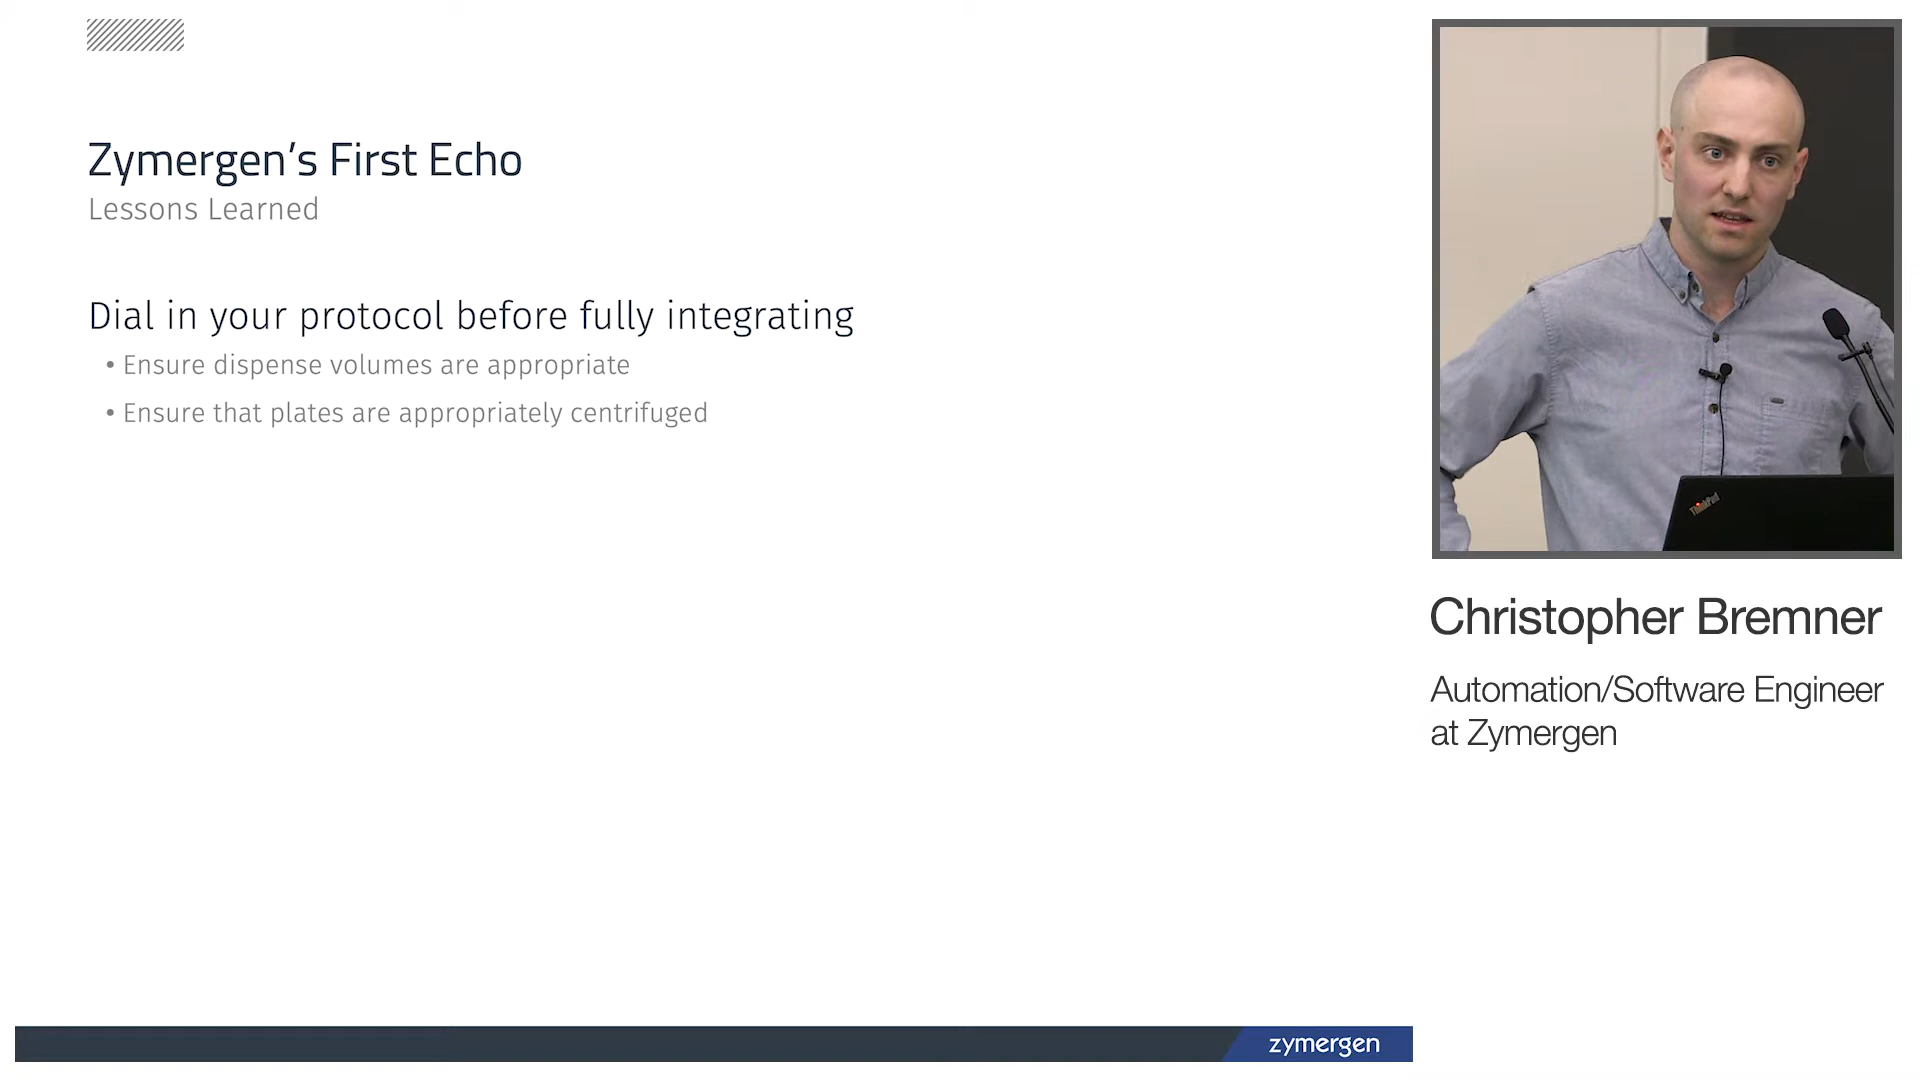 Zymergen’s First Echo
Lessons Learned
Dial in your protocol before fully integrating
• Ensure dispense volumes are appropriate
• Ensure that plates are appropriately centrifuged
ThinkPad
Christopher Bremner
Automation/Software Engineer
at Zymergen
zymergen